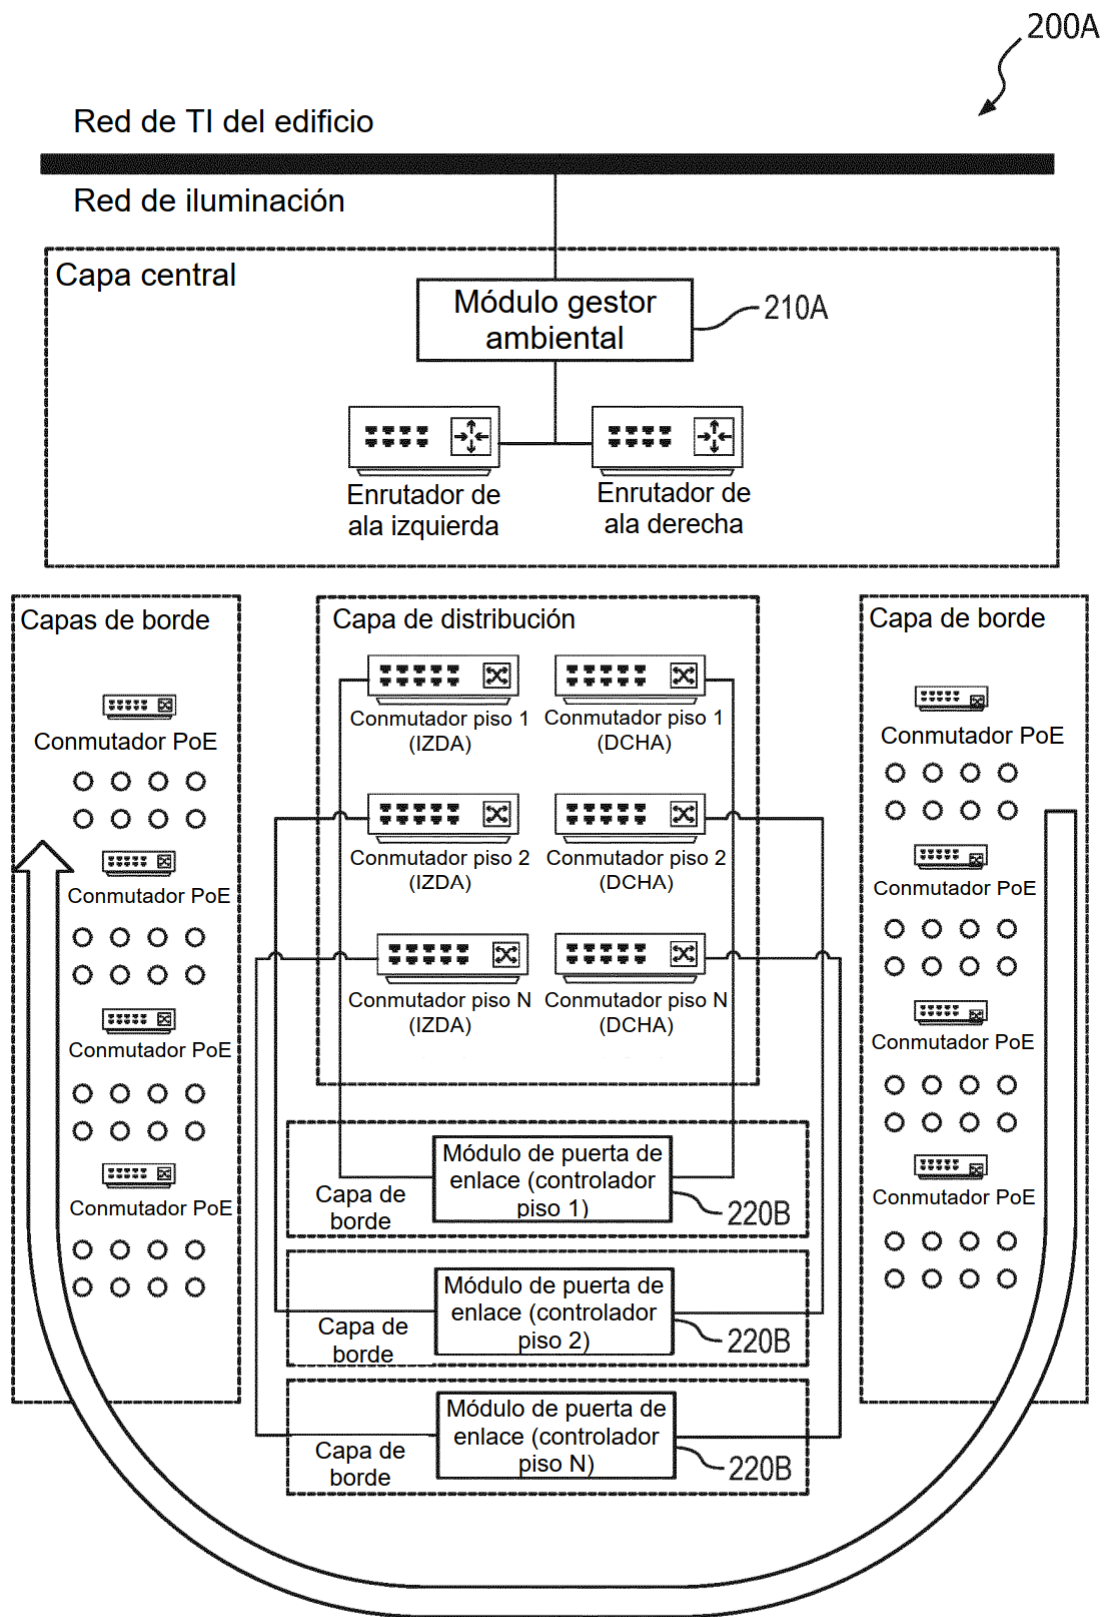 200A
Red de TI del edificio
Red de iluminación
Capa central
Módulo gestor
ambiental
210A
Enrutador de
ala izquierda
Enrutador de
ala derecha
Capas de borde
Conmutador PoE
Conmutador PoE
Conmutador PoE
Conmutador PoE
Capa de distribución
Conmutador piso 1
(IZDA)
Conmutador piso 1
(DCHA)
Conmutador piso 2
(IZDA)
Conmutador piso 2
(DCHA)
Conmutador piso N
(IZDA)
Conmutador piso N
(DCHA)
Capa de borde
Conmutador PoE
Conmutador PoE
Conmutador PoE
Conmutador PoE
Módulo de puerta de
enlace (controlador
piso 1)
Capa de
borde
220B
Módulo de puerta de
enlace (controlador
piso 2)
Capa de
borde
220B
Módulo de puerta de
enlace (controlador
piso N)
Capa de
borde
220B